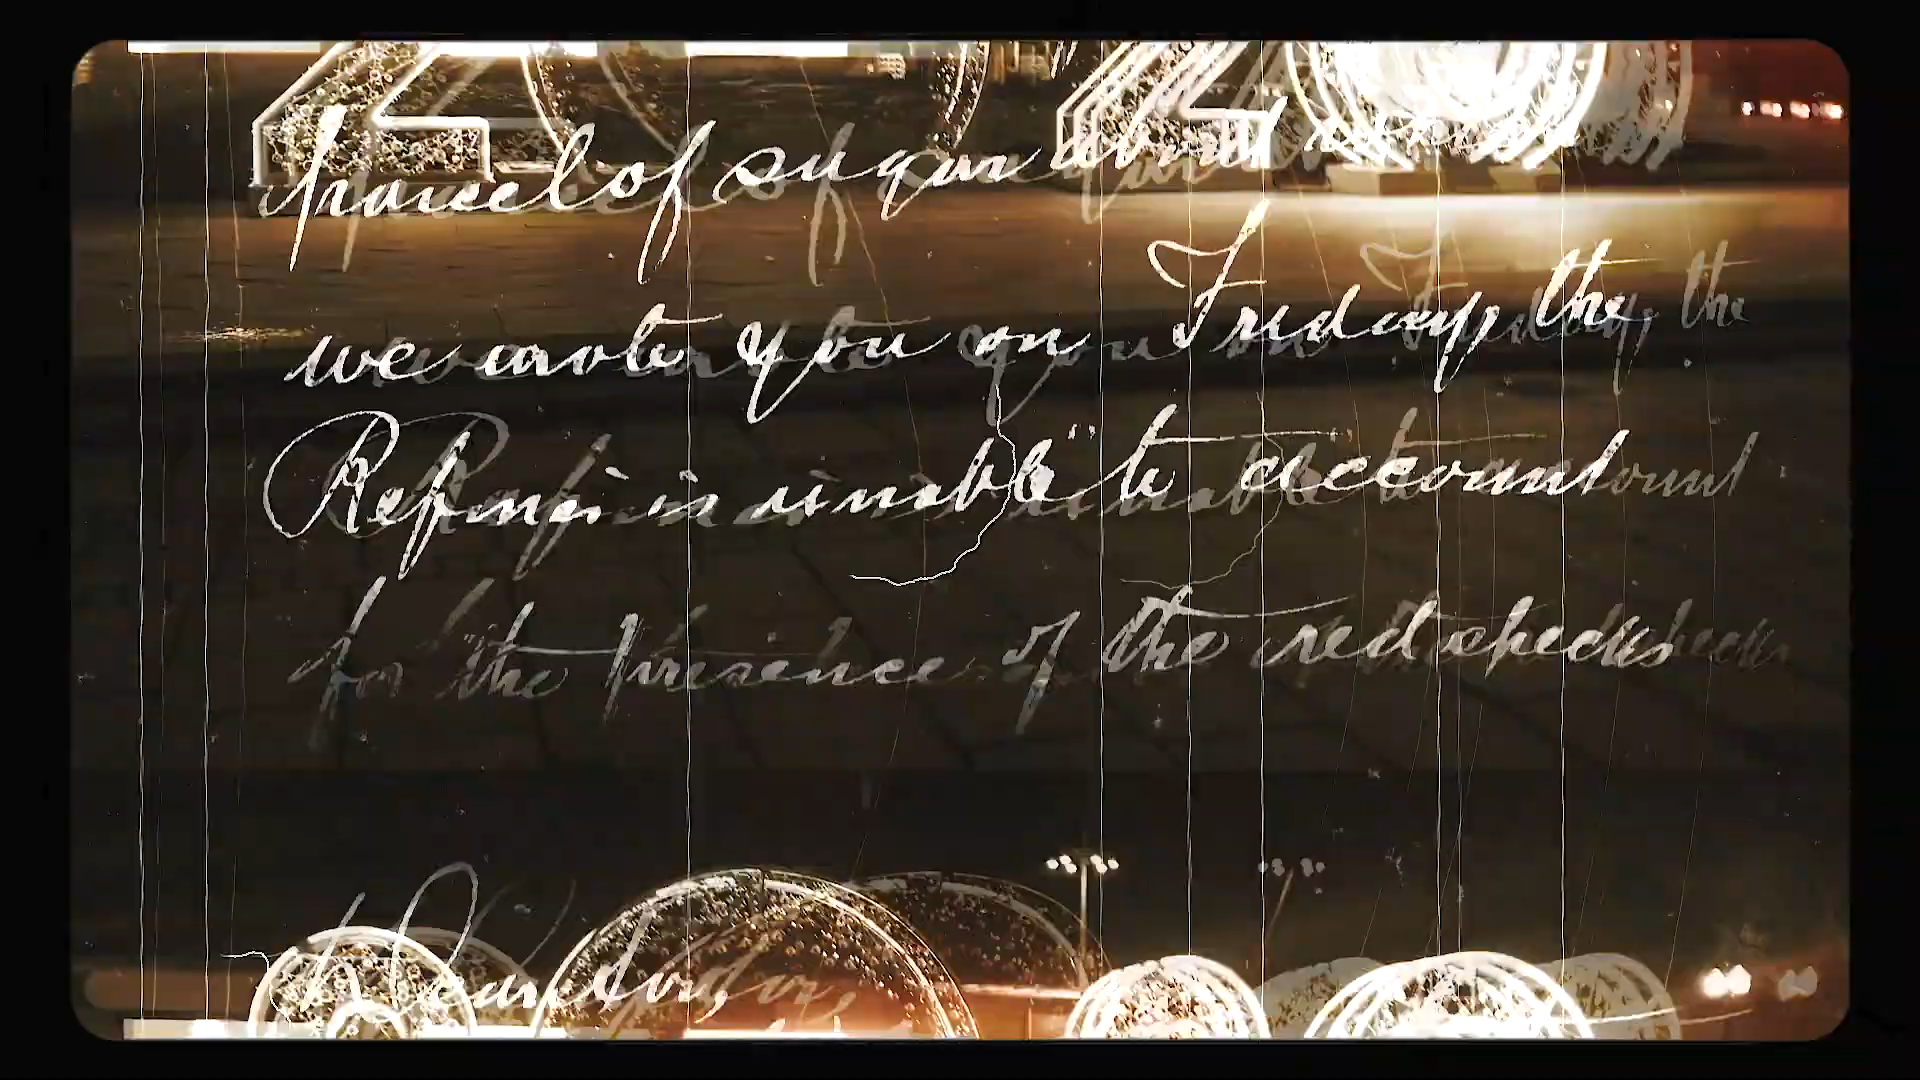 parcel of sugar
we wrote you on Friday, the
Refiner is unable to account
for the presence of the red specks
Dear